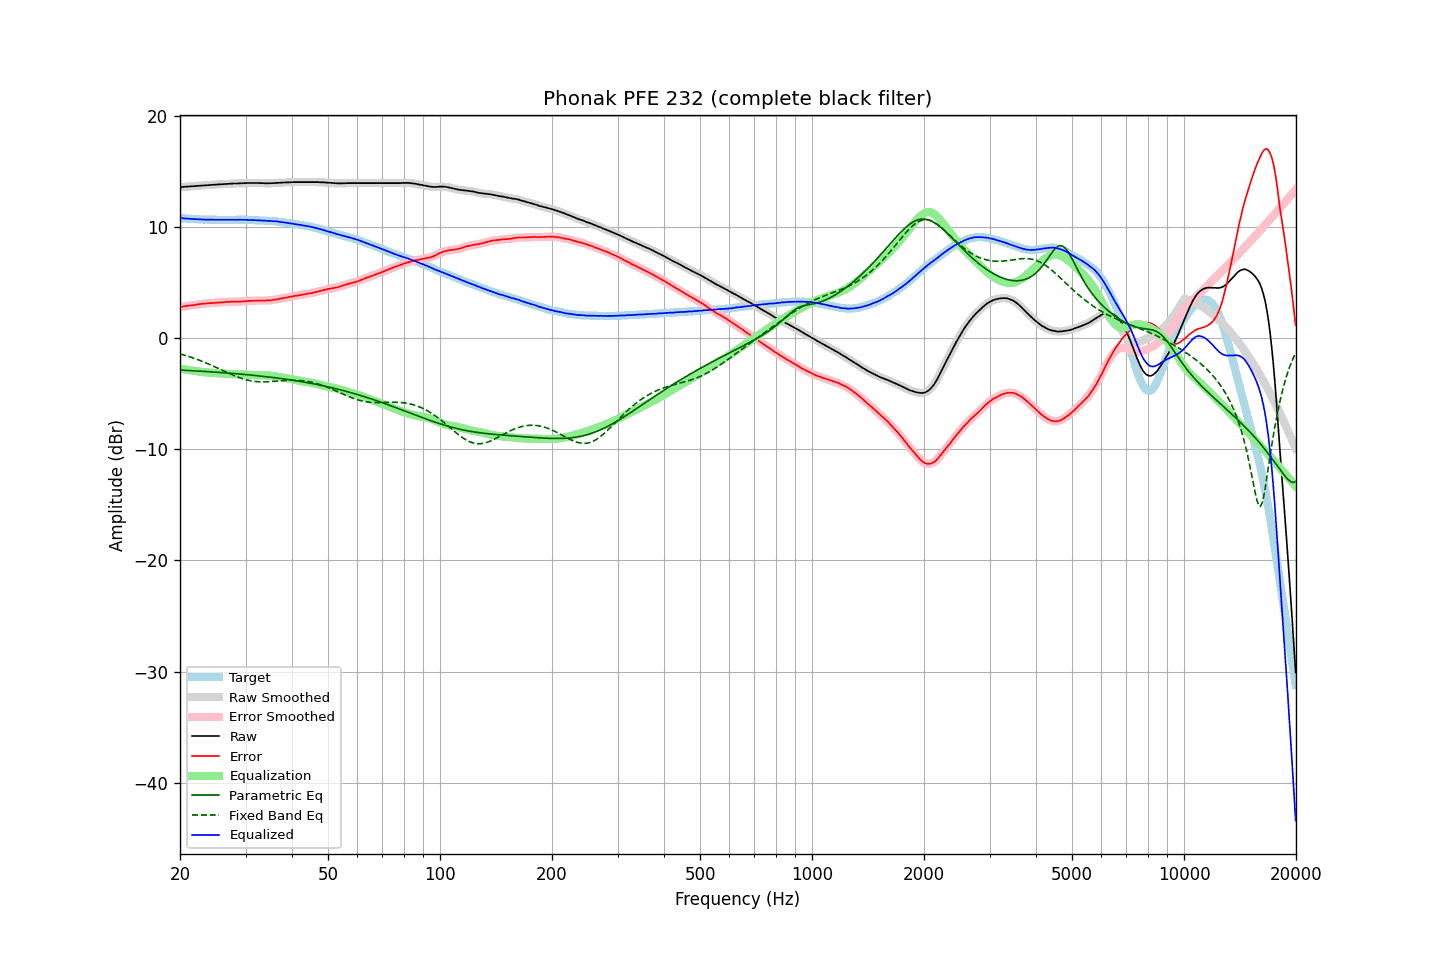 Phonak PFE 232 (complete black filter)
20
10
0
−10
−20
−30
−40
Amplitude (dBr)
Target
Raw Smoothed
Error Smoothed
Raw
Error
Equalization
Parametric Eq
Fixed Band Eq
Equalized
20 50 100 200 500 1000 2000 5000 10000 20000
Frequency (Hz)